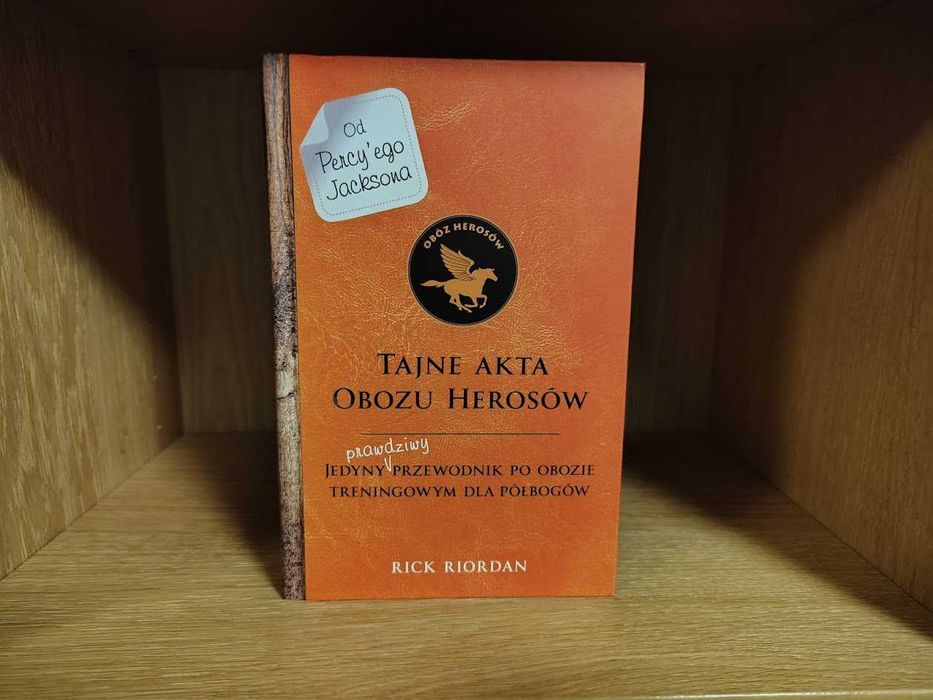 Od
Percy'ego
Jacksona
OBÓZ HEROSÓW
TAJNE AKTA
OBOZU HEROSÓW
prawdziwy
JEDYNY PRZEWODNIK PO OBOZIE
TRENINGOWYM DLA PÓŁBOGÓW
RICK RIORDAN